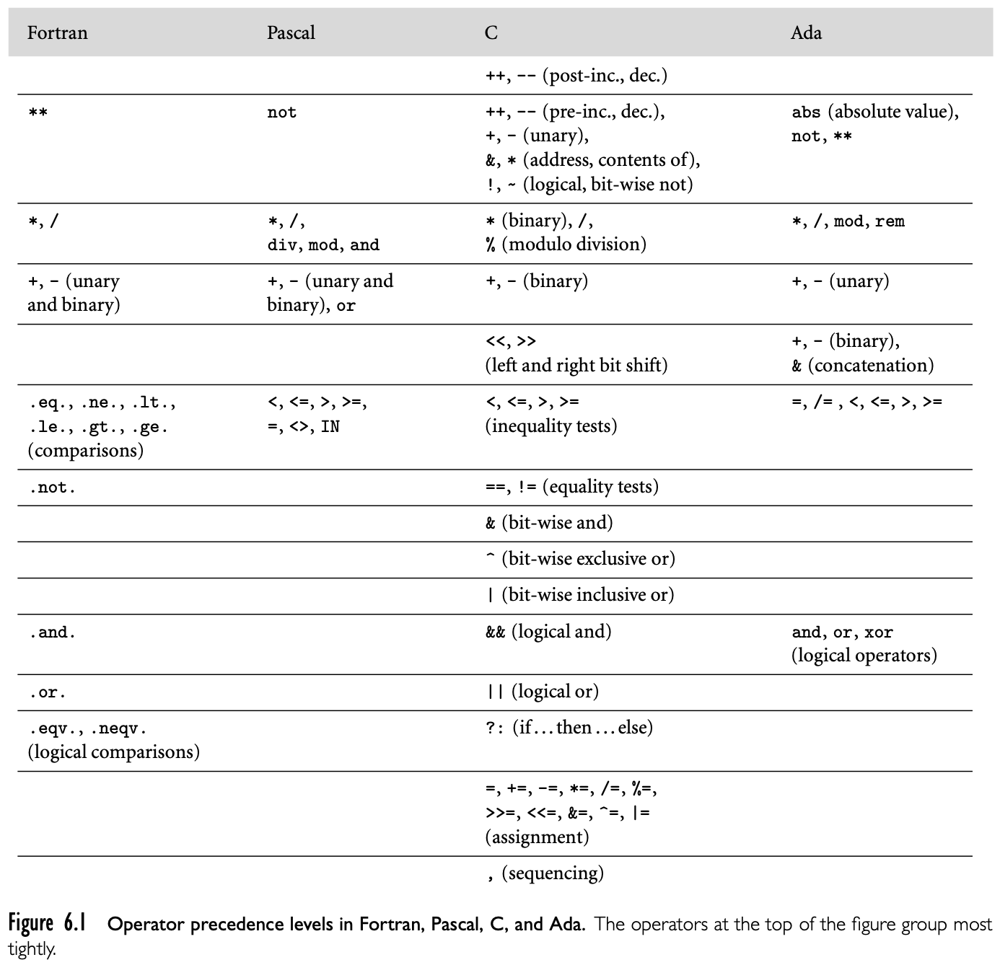 Fortran Pascal C Ada
++, -- (post-inc., dec.)
** not ++, -- (pre-inc., dec.), abs (absolute value),
+, - (unary), not, **
&, * (address, contents of),
!, ~ (logical, bit-wise not)
*, / *, /, * (binary), /, *, /, mod, rem
div, mod, and % (modulo division)
+, - (unary +, - (unary and +, - (binary) +, - (unary)
and binary) binary), or
<<, >> +, - (binary),
(left and right bit shift) & (concatenation)
.eq., .ne., .lt., <, <=, >, >=, <, <=, >, >= =, /= , <, <=, >, >=
.le., .gt., .ge. =, <>, IN (inequality tests)
(comparisons)
.not. ==, != (equality tests)
& (bit-wise and)
^ (bit-wise exclusive or)
| (bit-wise inclusive or)
.and. && (logical and) and, or, xor
(logical operators)
.or. || (logical or)
.eqv., .neqv. ?: (if...then...else)
(logical comparisons)
=, +=, -=, *=, /=, %=,
>>=, <<=, &=, ^=, |=
(assignment)
, (sequencing)
Figure 6.1 Operator precedence levels in Fortran, Pascal, C, and Ada. The operators at the top of the figure group most
tightly.